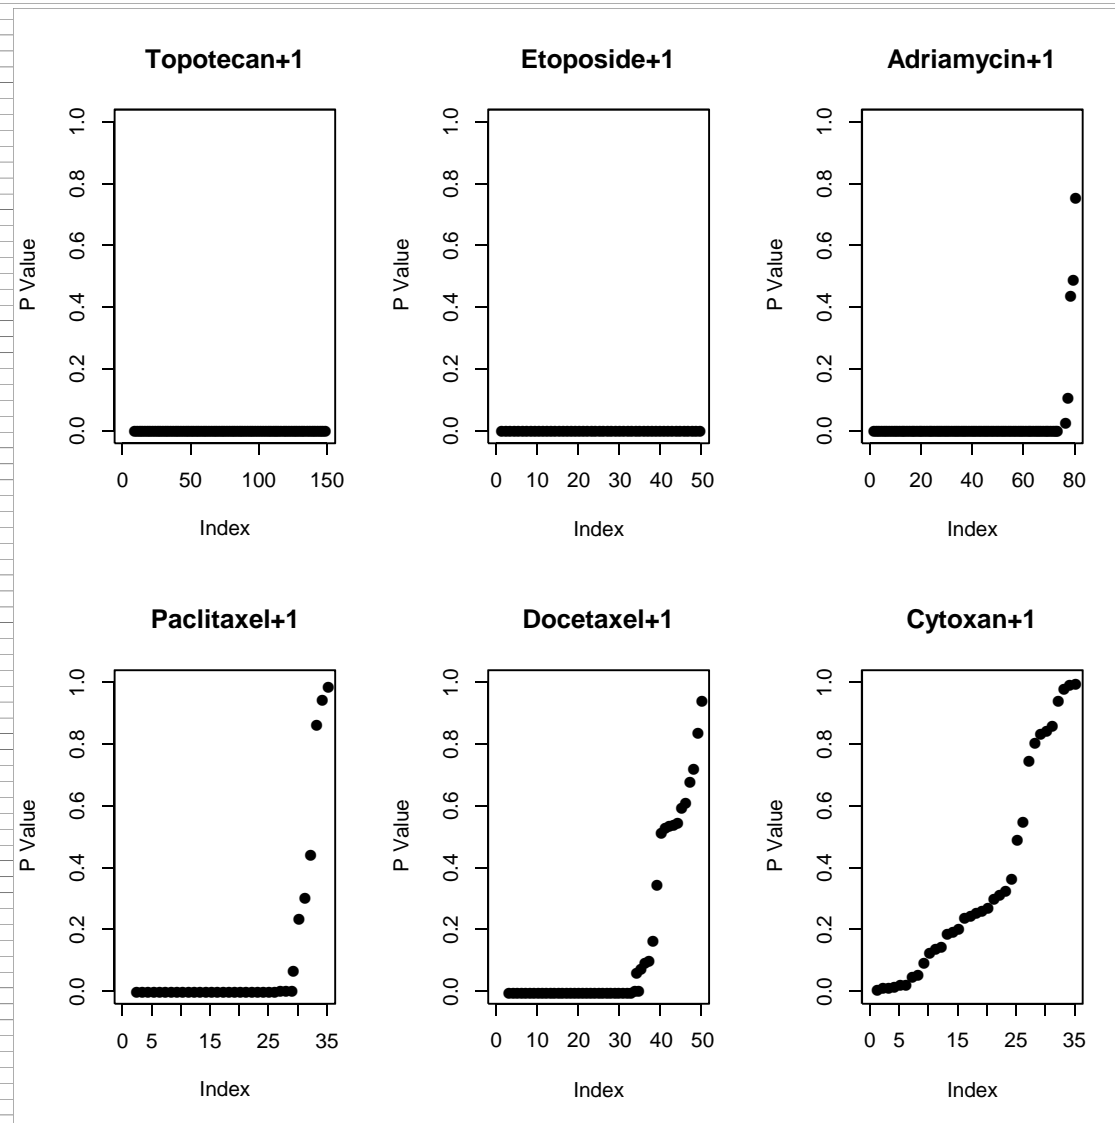 Topotecan+1 Etoposide+1 Adriamycin+1
1.0 1.0 1.0
0.8 0.8 0.8
0.6 0.6 0.6
P Value P Value P Value
0.4 0.4 0.4
0.2 0.2 0.2
0.0 0.0 0.0
0 50 100 150 0 10 20 30 40 50 0 20 40 60 80
Index Index Index
Paclitaxel+1 Docetaxel+1 Cytoxan+1
1.0 1.0 1.0
0.8 0.8 0.8
0.6 0.6 0.6
P Value P Value P Value
0.4 0.4 0.4
0.2 0.2 0.2
0.0 0.0 0.0
0 5 15 25 35 0 10 20 30 40 50 0 5 15 25 35
Index Index Index